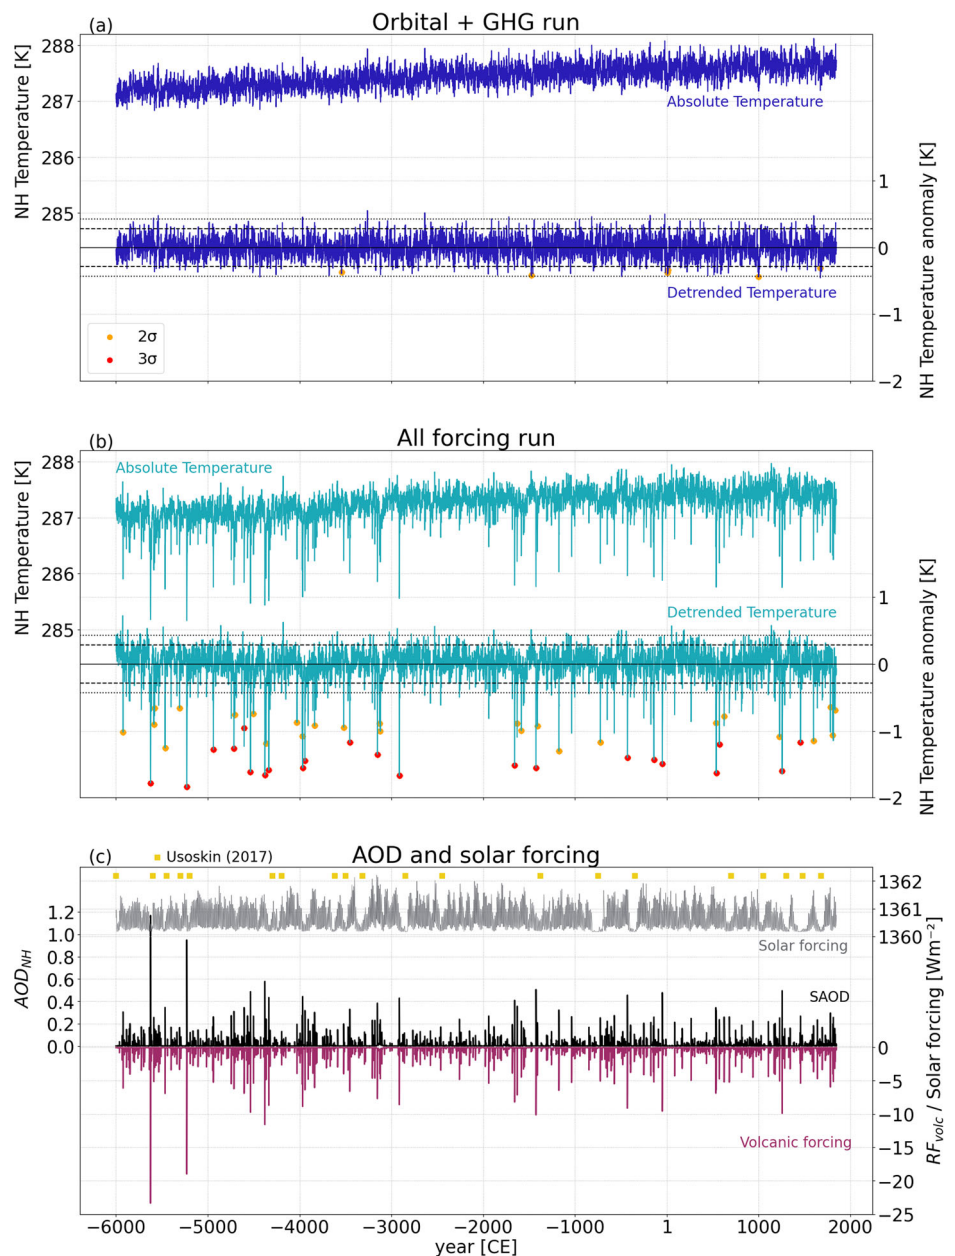 (a)
Orbital + GHG run
288
287
286
285
NH Temperature [K]
Absolute Temperature
1
0
−1
−2
NH Temperature anomaly [K]
Detrended Temperature
2σ
3σ
(b)
All forcing run
288
287
286
285
NH Temperature [K]
Absolute Temperature
1
0
−1
−2
NH Temperature anomaly [K]
Detrended Temperature
(c)
Usoskin (2017)
AOD and solar forcing
1.2
1.0
0.8
0.6
0.4
0.2
0.0
AOD_NH
1362
1361
1360
Solar forcing
SAOD
0
−5
−10
−15
−20
−25
RF_volc / Solar forcing [Wm⁻²]
Volcanic forcing
−6000 −5000 −4000 −3000 −2000 −1000 1 1000 2000
year [CE]